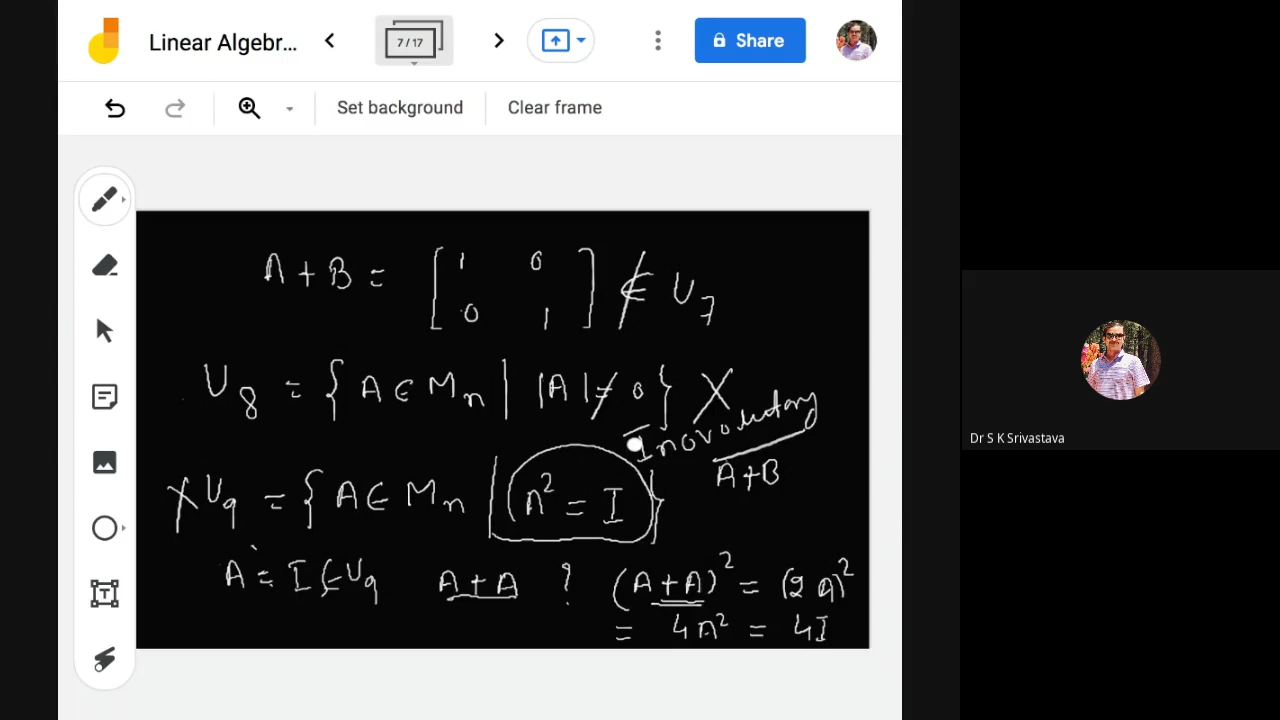 Linear Algebr...
7 / 17
Share
Set background
Clear frame
A + B = [ 1 0 0 1 ] ∉ U₇
U₈ = { A ∈ Mₙ | |A| ≠ 0 } X
Inovolutary
A+B
X U₉ = { A ∈ Mₙ | (A² = I }
A = I ∈ U₉ A + A ? (A + A)² = (2A)²
= 4A² = 4I
Dr S K Srivastava